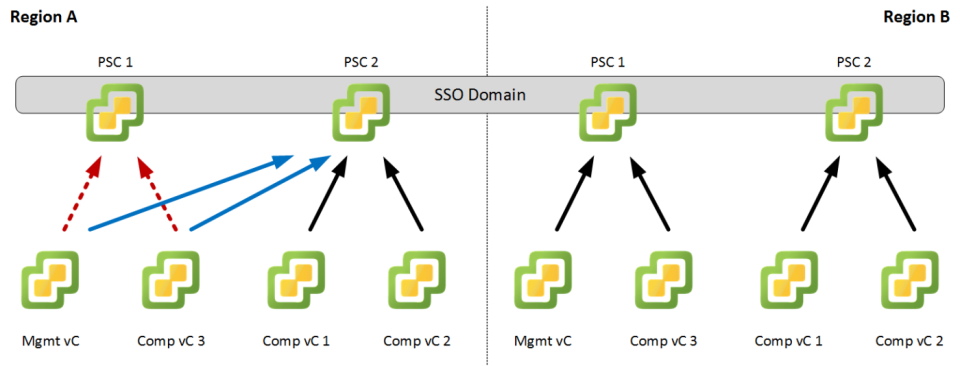 Region A
Region B
PSC 1
PSC 2
PSC 1
PSC 2
SSO Domain
Mgmt vC
Comp vC 3
Comp vC 1
Comp vC 2
Mgmt vC
Comp vC 3
Comp vC 1
Comp vC 2